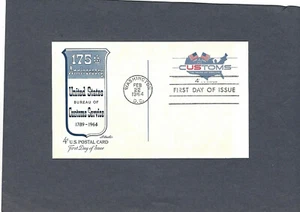 175th
Anniversary
United States
BUREAU OF
Customs Service
1789-1964
4¢ U.S. POSTAL CARD
First Day of Issue
WASHINGTON
FEB
22
1964
D.C.
CUSTOMS
FIRST DAY OF ISSUE